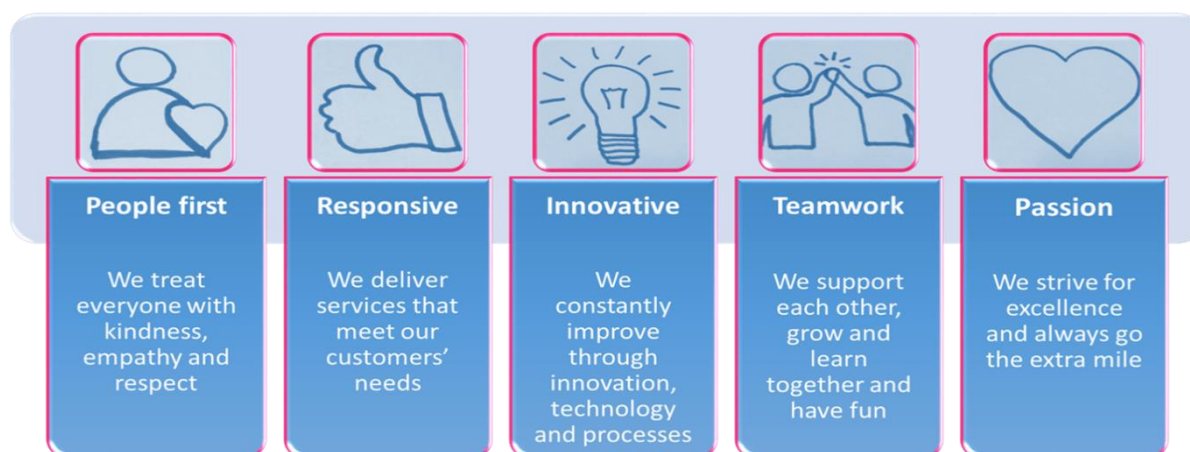 People first
We treat
everyone with
kindness,
empathy and
respect
Responsive
We deliver
services that
meet our
customers’
needs
Innovative
We
constantly
improve
through
innovation,
technology
and processes
Teamwork
We support
each other,
grow and
learn
together and
have fun
Passion
We strive for
excellence
and always go
the extra mile